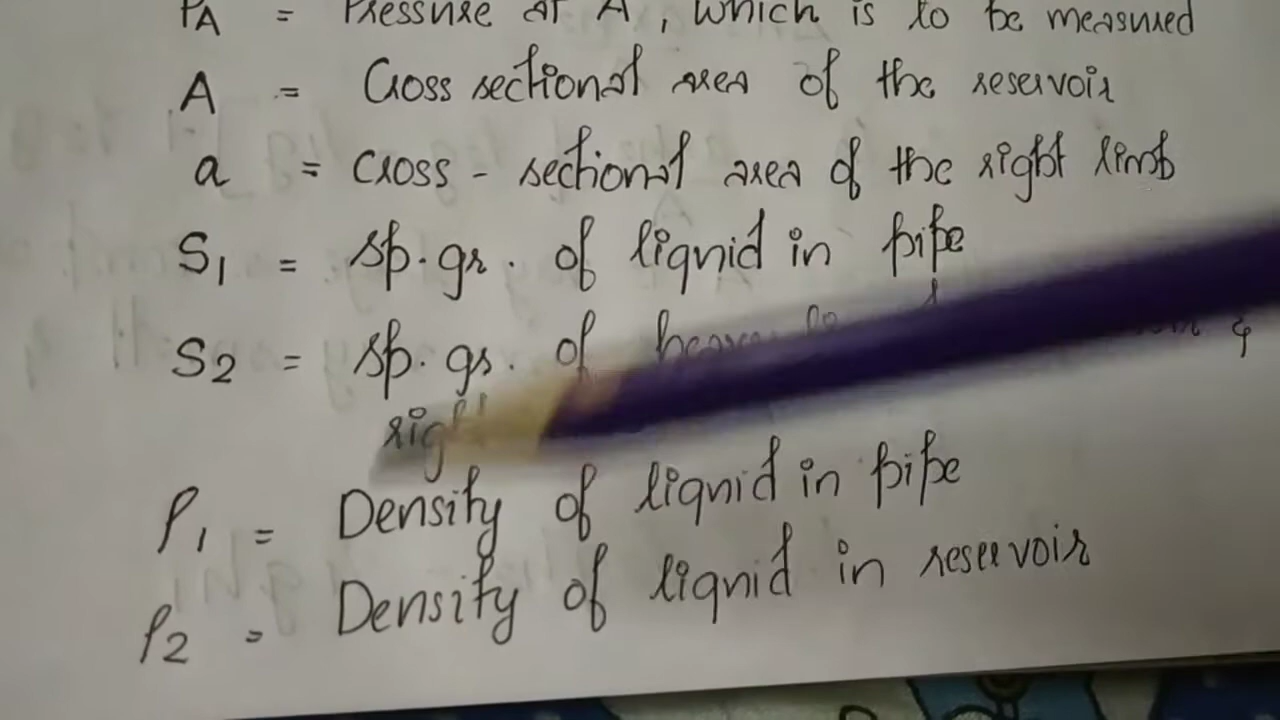 PA = Pressure at A, which is to be measured
A = Cross sectional area of the reservoir
a = Cross - sectional area of the right limb
S1 = sp. gr. of liquid in pipe
S2 = sp. gr. of &
ρ1 = Density of liquid in pipe
ρ2 = Density of liquid in reservoir